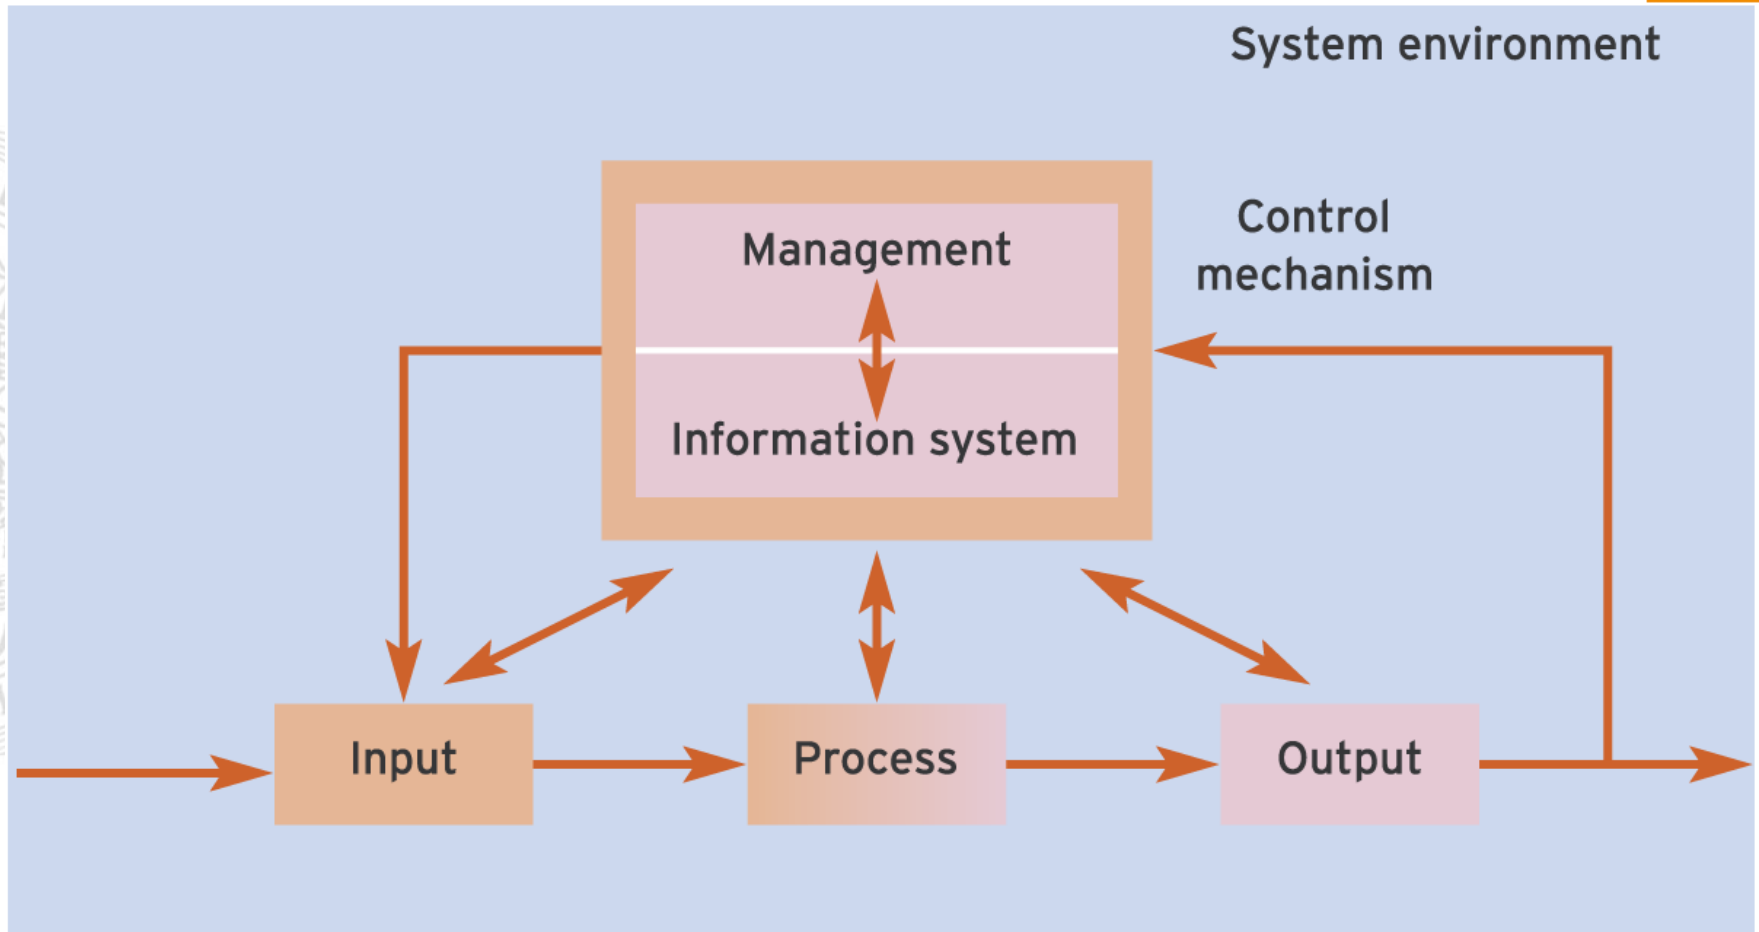 System environment
Control
mechanism
Management
Information system
Input
Process
Output